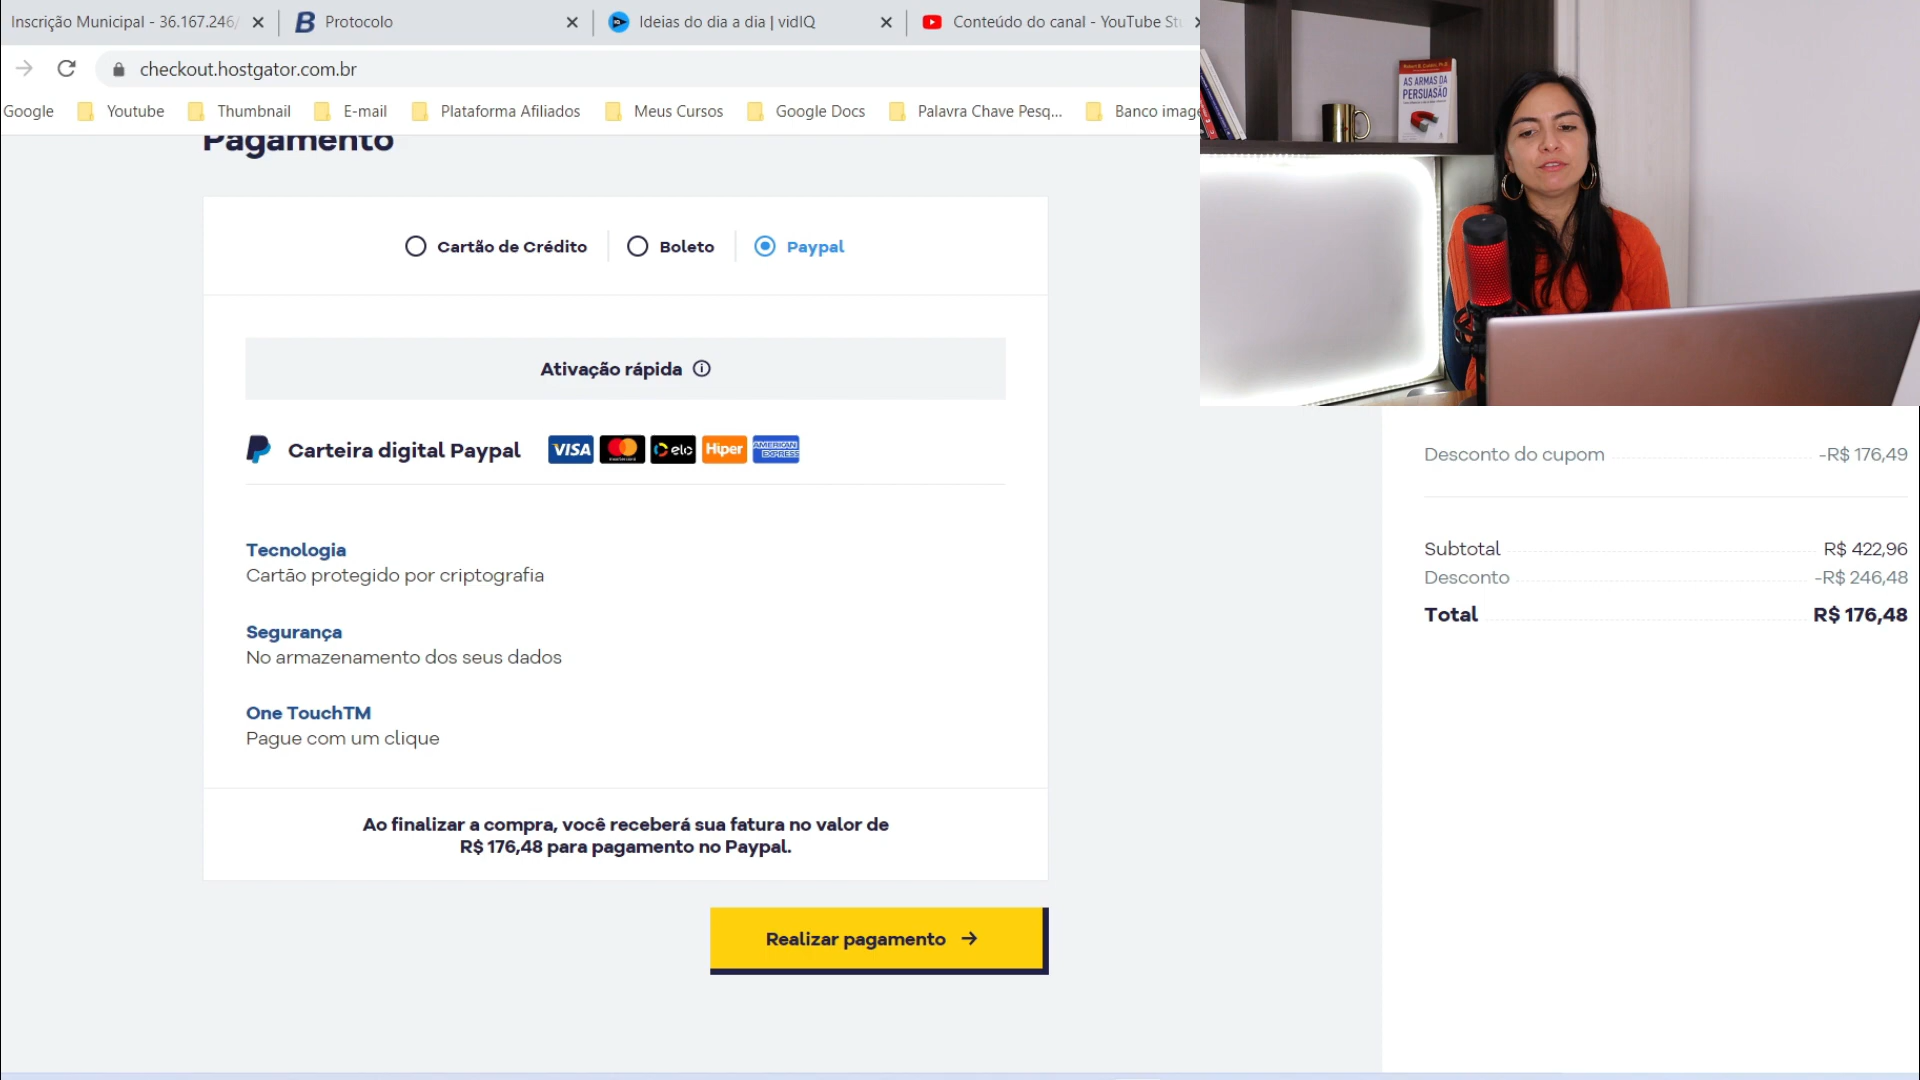 Inscrição Municipal - 36.167.246/
Protocolo
Ideias do dia a dia | vidIQ
Conteúdo do canal - YouTube St
checkout.hostgator.com.br
Google
Youtube
Thumbnail
E-mail
Plataforma Afiliados
Meus Cursos
Google Docs
Palavra Chave Pesq...
Banco image
AS ARMAS DA
PERSUASÃO
Pagamento
Cartão de Crédito
Boleto
Paypal
Ativação rápida
Carteira digital Paypal
VISA
elo
Hiper
AMERICAN
EXPRESS
Tecnologia
Cartão protegido por criptografia
Segurança
No armazenamento dos seus dados
One TouchTM
Pague com um clique
Ao finalizar a compra, você receberá sua fatura no valor de
R$ 176,48 para pagamento no Paypal.
Realizar pagamento
Desconto do cupom -R$ 176,49
Subtotal R$ 422,96
Desconto -R$ 246,48
Total R$ 176,48